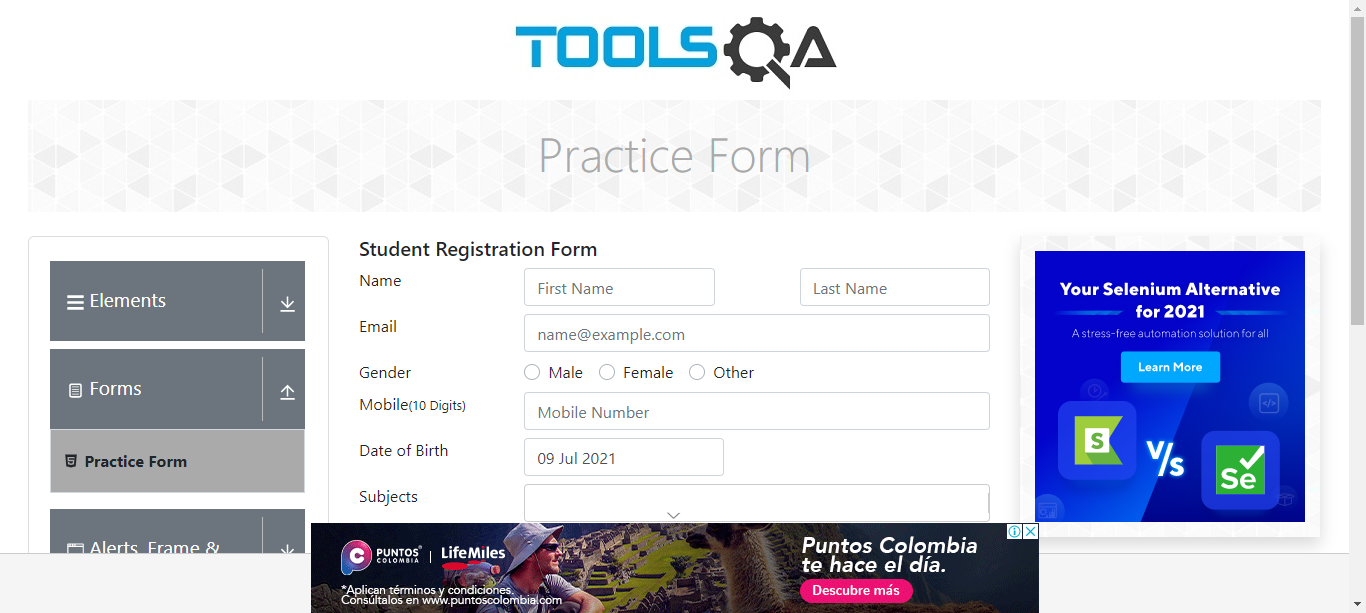 TOOLSQA
Practice Form
Elements
Forms
Practice Form
Alerts, Frame &
Student Registration Form
Name
First Name
Last Name
Email
name@example.com
Gender
Male
Female
Other
Mobile(10 Digits)
Mobile Number
Date of Birth
09 Jul 2021
Subjects
Your Selenium Alternative
for 2021
A stress-free automation solution for all
Learn More
S
V/s
Se
PUNTOS
COLOMBIA
LifeMiles
*Aplican términos y condiciones.
Consúltalos en www.puntoscolombia.com
Puntos Colombia
te hace el día.
Descubre más